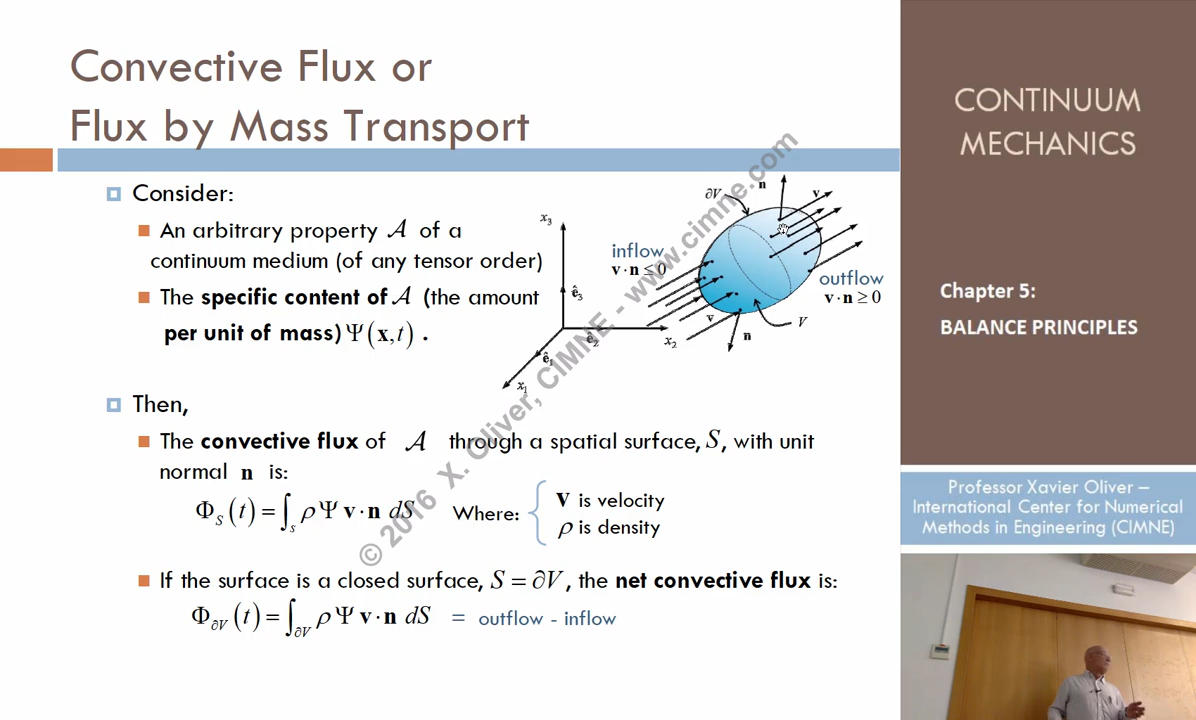 Convective Flux or
Flux by Mass Transport
Consider:
An arbitrary property 𝒜 of a
continuum medium (of any tensor order)
The specific content of 𝒜 (the amount
per unit of mass) Ψ(x,t) .
x₃
ê₃
ê₂
x₂
ê₁
x₁
∂V
n
v
inflow
v · n ≤ 0
outflow
v · n ≥ 0
v
n
V
Then,
The convective flux of 𝒜 through a spatial surface, S, with unit
normal n is:
Φ_S (t) = ∫_s ρ Ψ v · n dS
Where: { v is velocity
ρ is density
If the surface is a closed surface, S = ∂V, the net convective flux is:
Φ_∂V (t) = ∫_∂V ρ Ψ v · n dS = outflow - inflow
© 2016 X. Oliver, CIMNE - www.cimne.com
CONTINUUM
MECHANICS
Chapter 5:
BALANCE PRINCIPLES
Professor Xavier Oliver –
International Center for Numerical
Methods in Engineering (CIMNE)